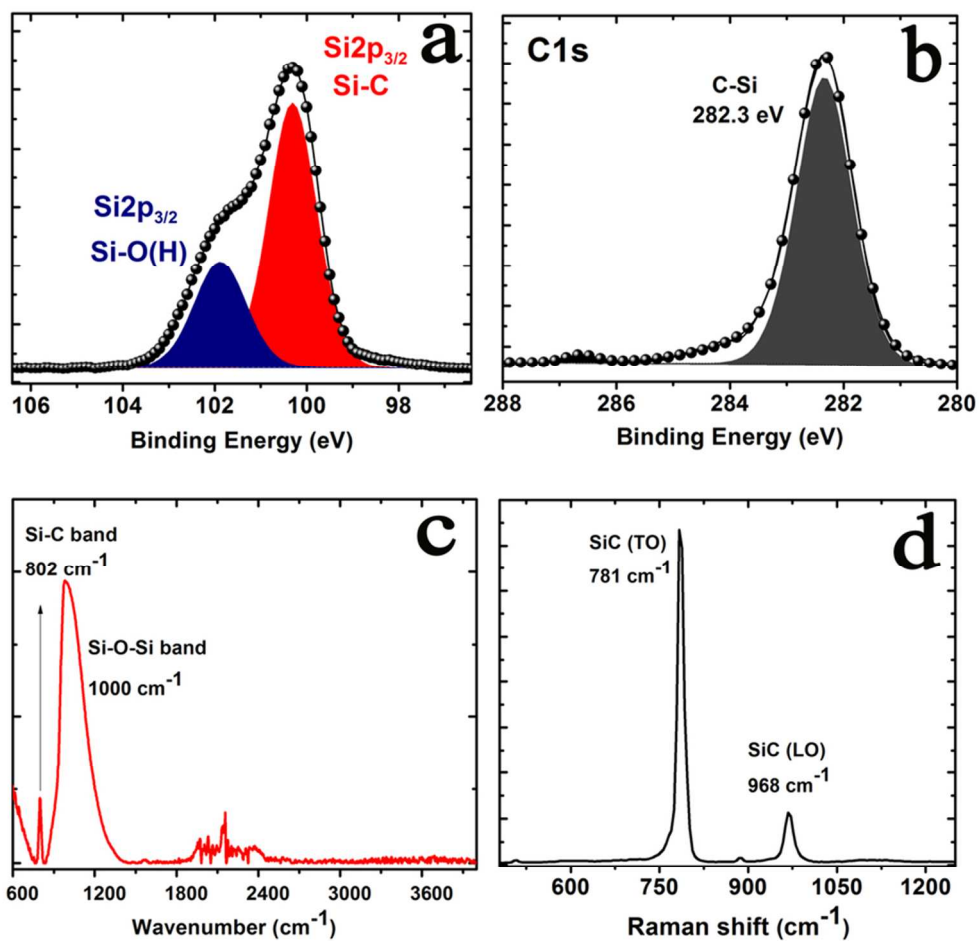 a
Si2p3/2
Si-C
Si2p3/2
Si-O(H)
106 104 102 100 98
Binding Energy (eV)
b
C1s
C-Si
282.3 eV
288 286 284 282 280
Binding Energy (eV)
c
Si-C band
802 cm-1
Si-O-Si band
1000 cm-1
600 1200 1800 2400 3000 3600
Wavenumber (cm-1)
d
SiC (TO)
781 cm-1
SiC (LO)
968 cm-1
600 750 900 1050 1200
Raman shift (cm-1)